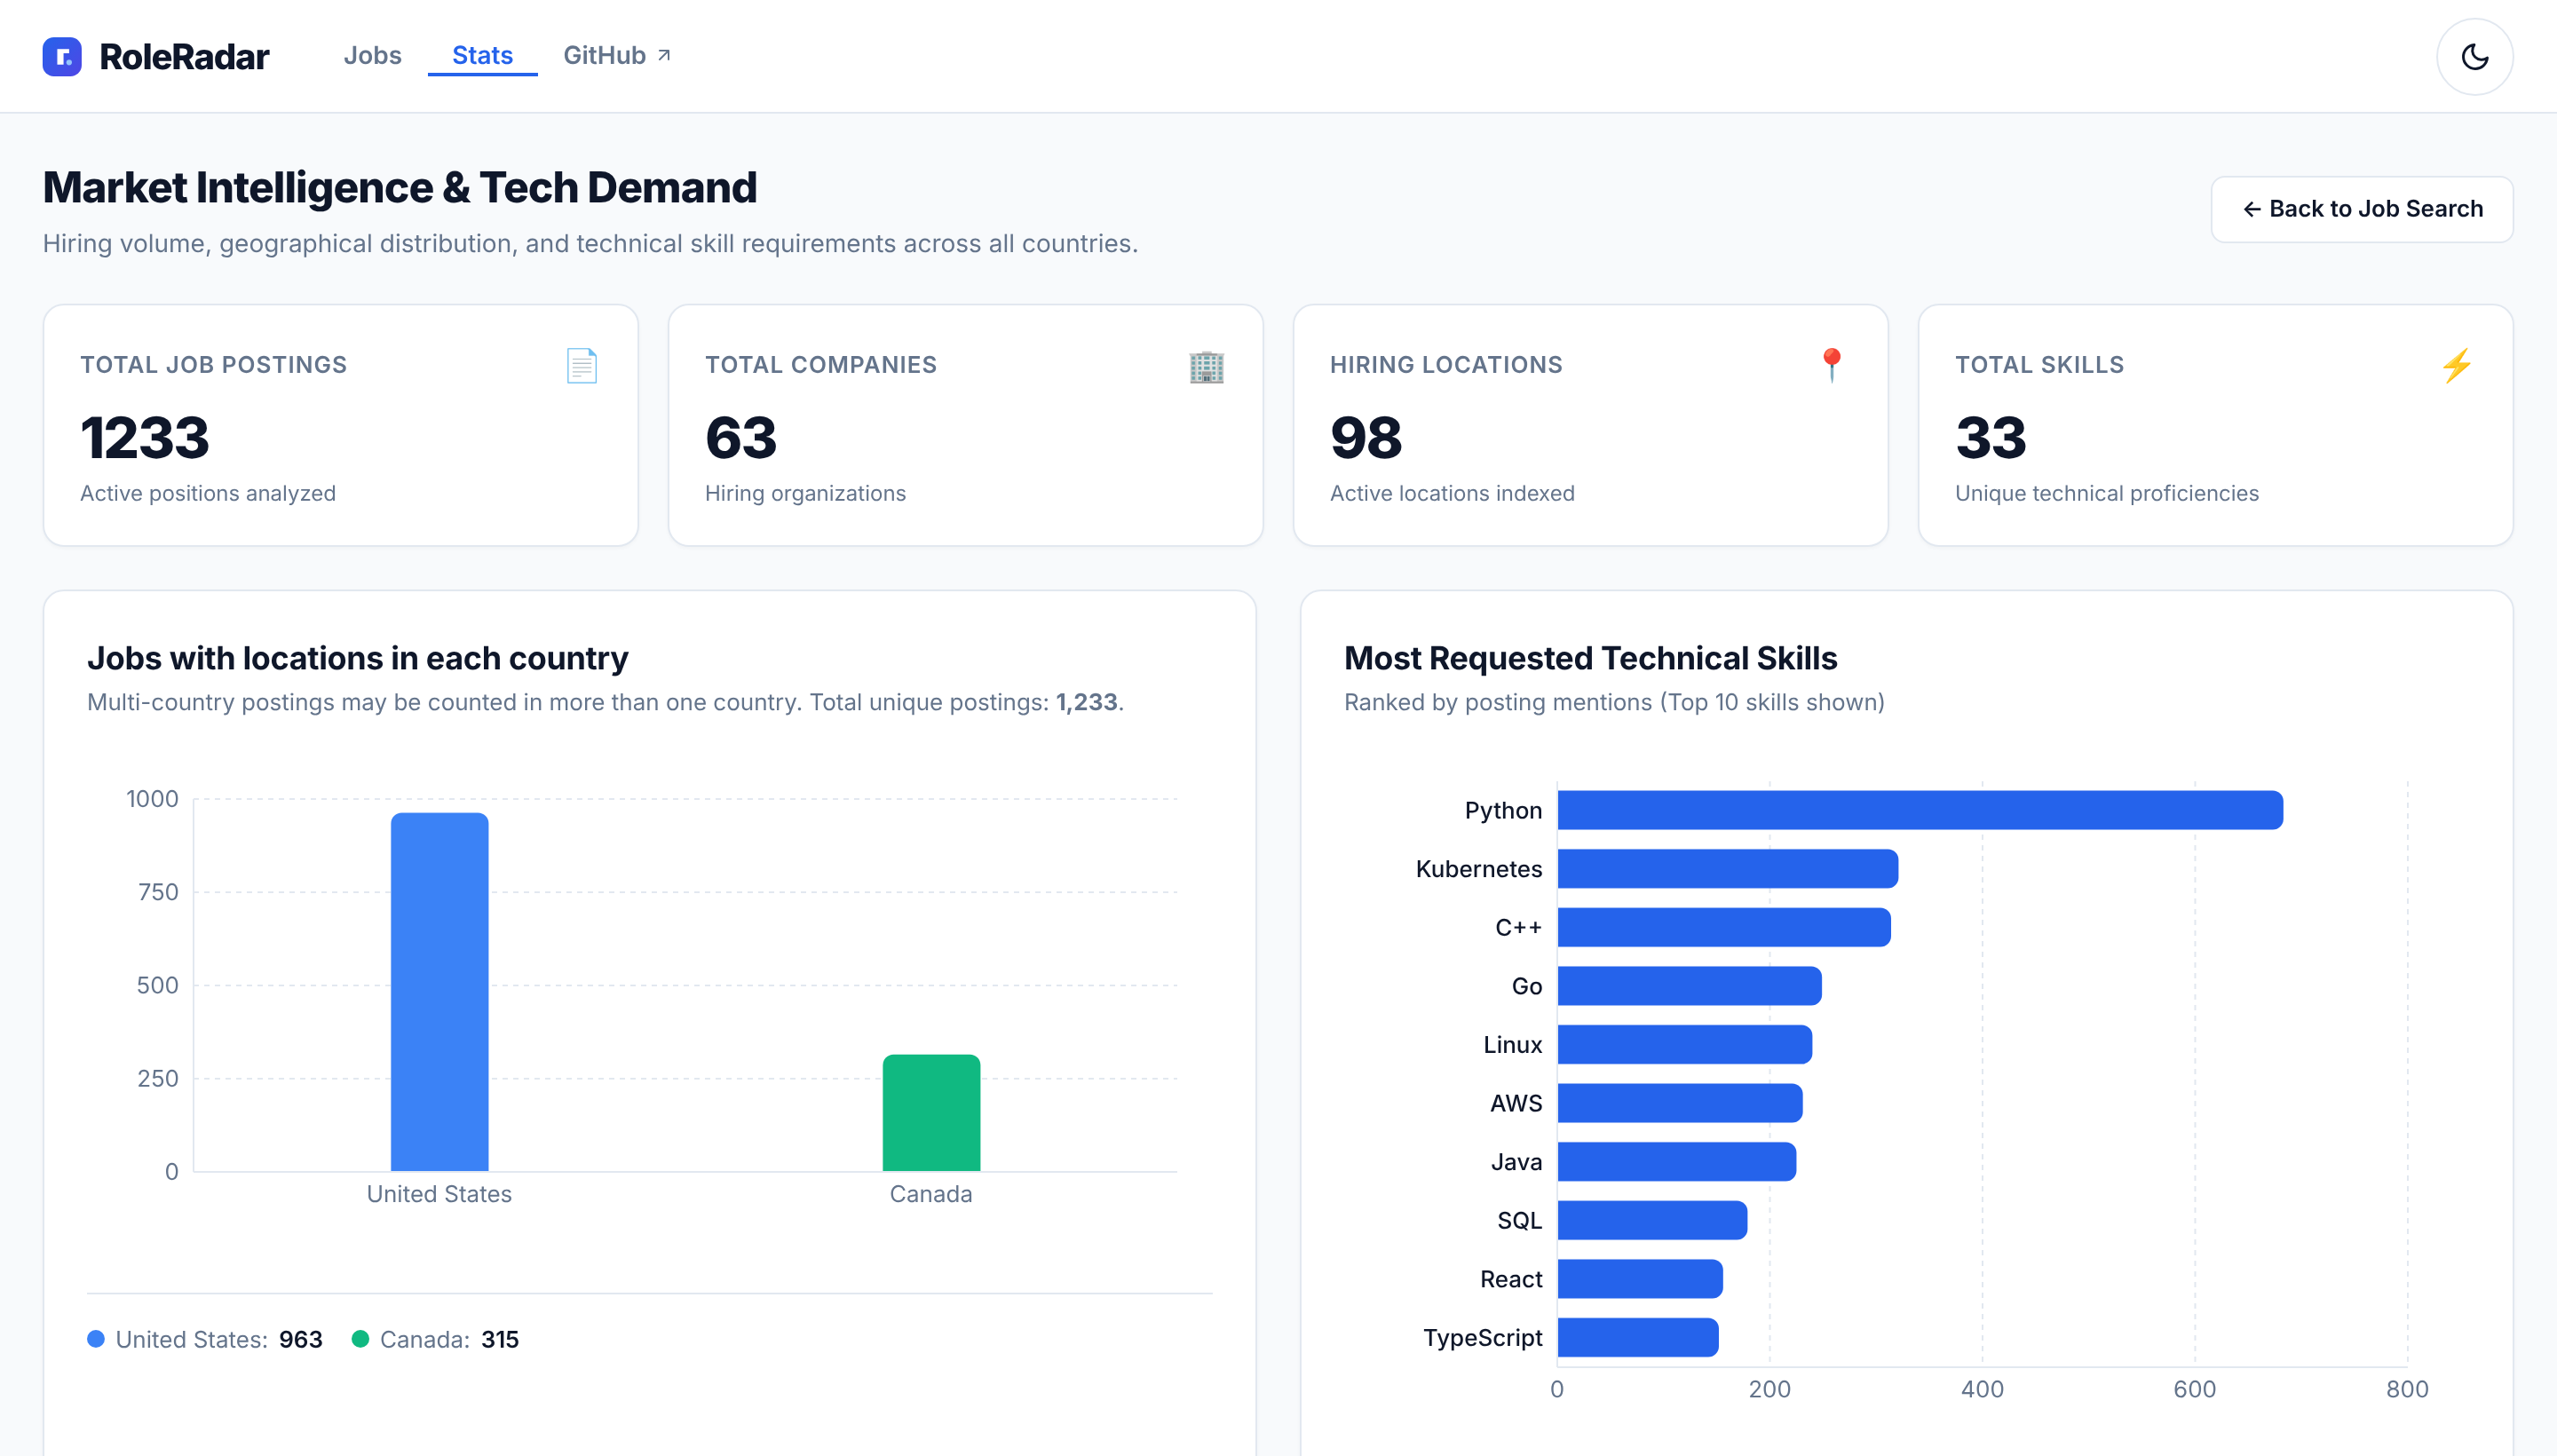 RoleRadar
Jobs
Stats
GitHub ↗
Market Intelligence & Tech Demand
Hiring volume, geographical distribution, and technical skill requirements across all countries.
← Back to Job Search
TOTAL JOB POSTINGS
1233
Active positions analyzed
TOTAL COMPANIES
63
Hiring organizations
HIRING LOCATIONS
98
Active locations indexed
TOTAL SKILLS
33
Unique technical proficiencies
Jobs with locations in each country
Multi-country postings may be counted in more than one country. Total unique postings: 1,233.
1000
750
500
250
0
United States
Canada
United States: 963
Canada: 315
Most Requested Technical Skills
Ranked by posting mentions (Top 10 skills shown)
Python
Kubernetes
C++
Go
Linux
AWS
Java
SQL
React
TypeScript
0 200 400 600 800